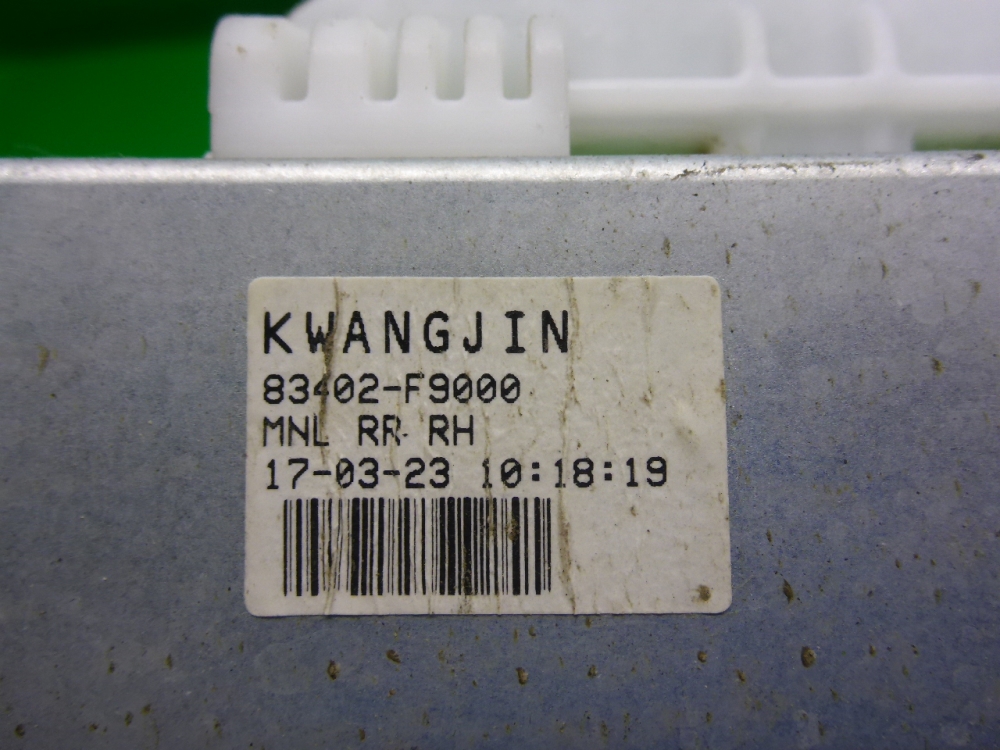 KWANGJIN
83402-F9000
MNL RR RH
17-03-23 10:18:19